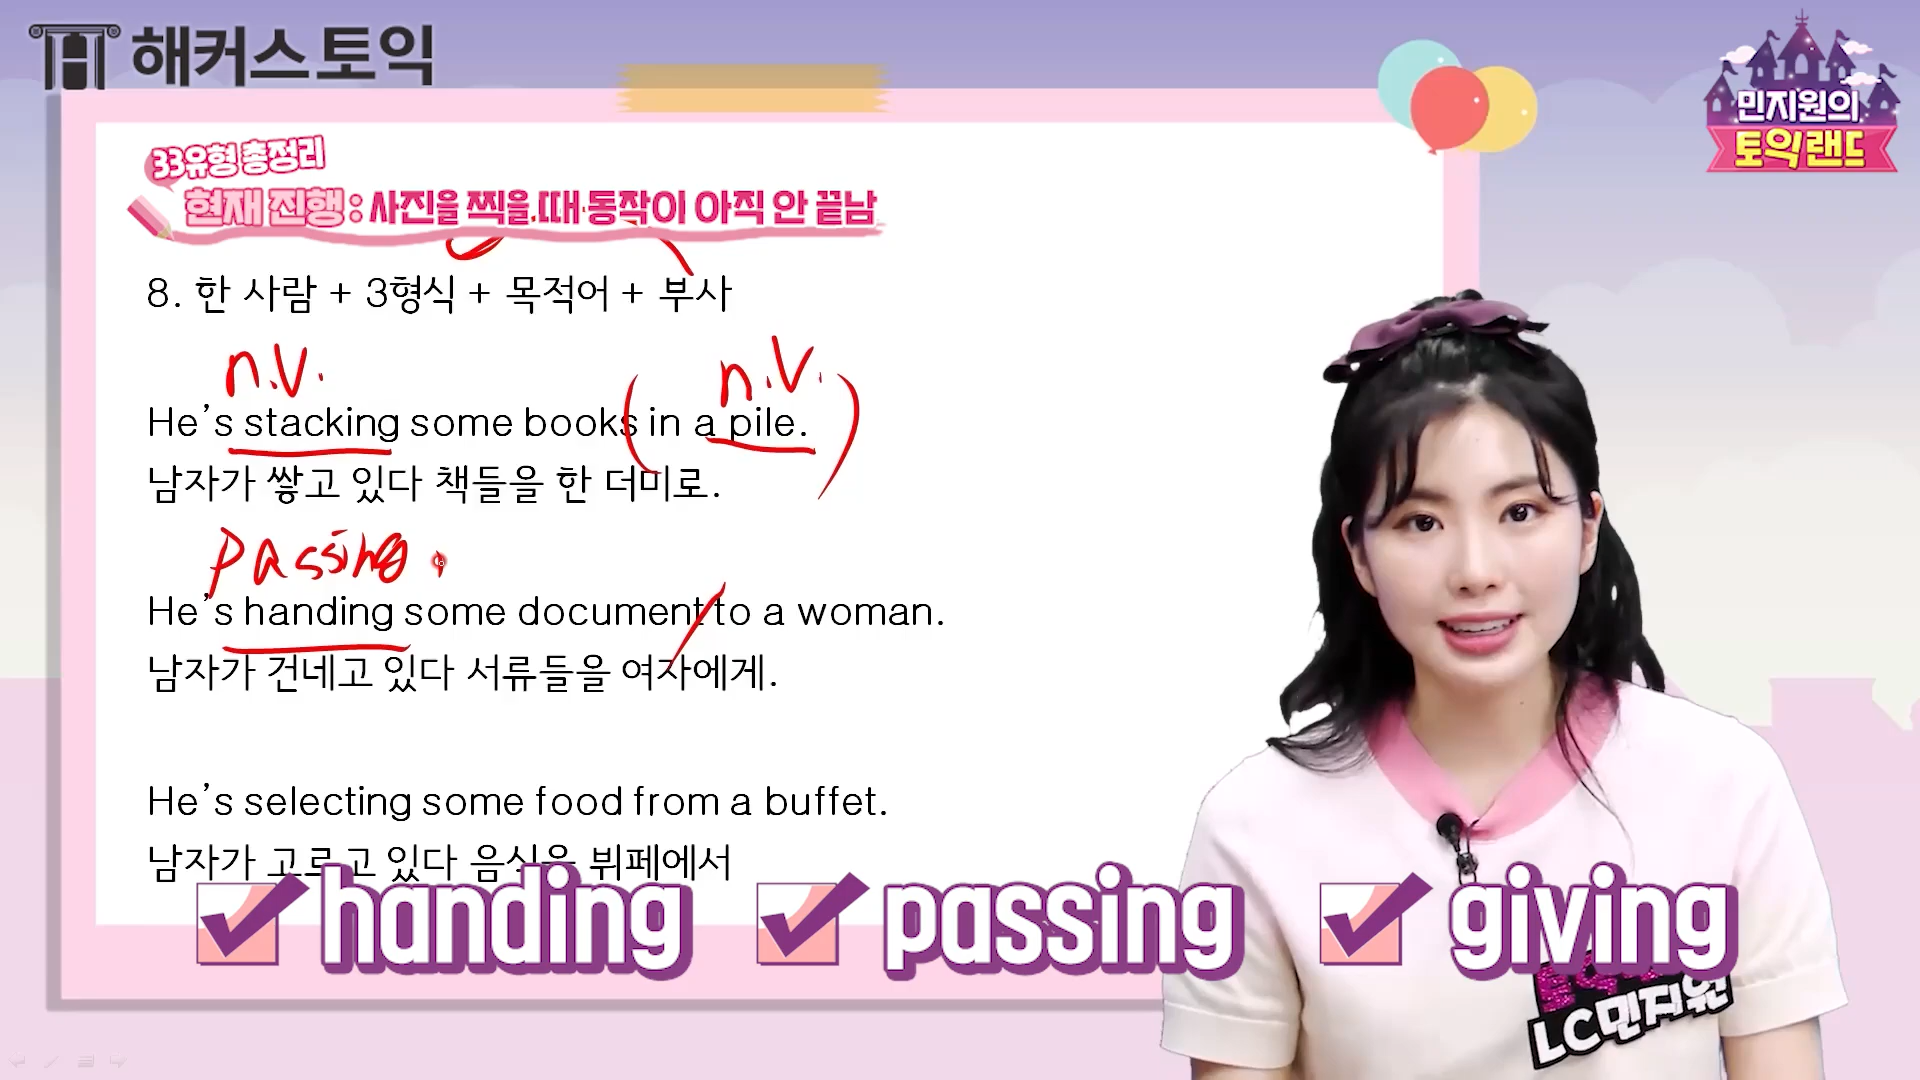 해커스토익
민지원의
토익랜드
33유형 총정리
현재 진행 : 사진을 찍을 때 동작이 아직 안 끝남
8. 한 사람 + 3형식 + 목적어 + 부사
n.v. n.v.
He's stacking some books in a pile.
남자가 쌓고 있다 책들을 한 더미로.
passing
He's handing some document to a woman.
남자가 건네고 있다 서류들을 여자에게.
He's selecting some food from a buffet.
남자가 고르고 있다 음식을 뷔페에서
handing passing giving
LC민지원